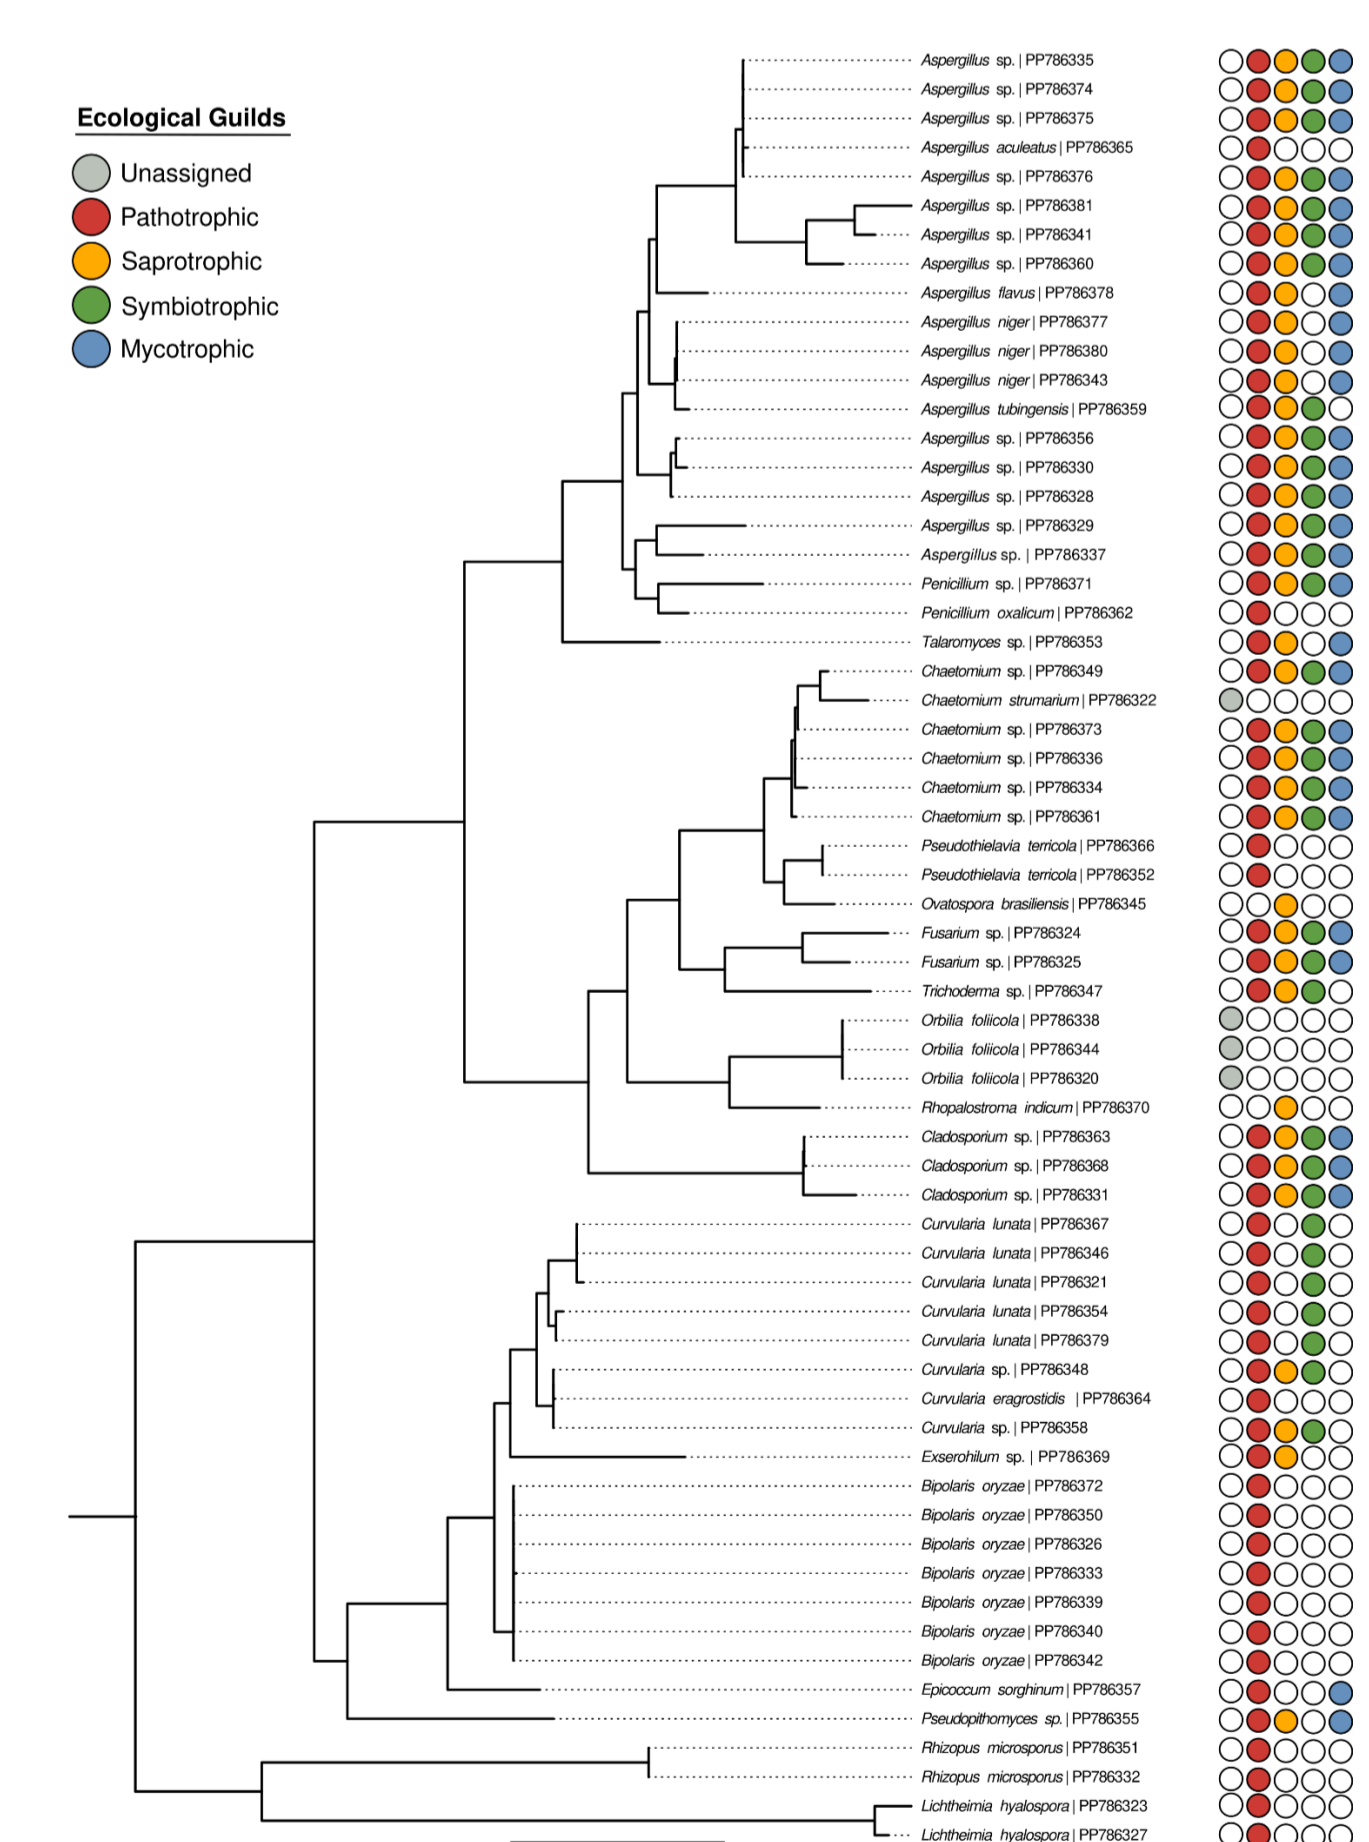 Ecological Guilds
Unassigned
Pathotrophic
Saprotrophic
Symbiotrophic
Mycotrophic
Aspergillus sp. | PP786335
Aspergillus sp. | PP786374
Aspergillus sp. | PP786375
Aspergillus aculeatus | PP786365
Aspergillus sp. | PP786376
Aspergillus sp. | PP786381
Aspergillus sp. | PP786341
Aspergillus sp. | PP786360
Aspergillus flavus | PP786378
Aspergillus niger | PP786377
Aspergillus niger | PP786380
Aspergillus niger | PP786343
Aspergillus tubingensis | PP786359
Aspergillus sp. | PP786356
Aspergillus sp. | PP786330
Aspergillus sp. | PP786328
Aspergillus sp. | PP786329
Aspergillus sp. | PP786337
Penicillium sp. | PP786371
Penicillium oxalicum | PP786362
Talaromyces sp. | PP786353
Chaetomium sp. | PP786349
Chaetomium strumarium | PP786322
Chaetomium sp. | PP786373
Chaetomium sp. | PP786336
Chaetomium sp. | PP786334
Chaetomium sp. | PP786361
Pseudothielavia terricola | PP786366
Pseudothielavia terricola | PP786352
Ovatospora brasiliensis | PP786345
Fusarium sp. | PP786324
Fusarium sp. | PP786325
Trichoderma sp. | PP786347
Orbilia foliicola | PP786338
Orbilia foliicola | PP786344
Orbilia foliicola | PP786320
Rhopalostroma indicum | PP786370
Cladosporium sp. | PP786363
Cladosporium sp. | PP786368
Cladosporium sp. | PP786331
Curvularia lunata | PP786367
Curvularia lunata | PP786346
Curvularia lunata | PP786321
Curvularia lunata | PP786354
Curvularia lunata | PP786379
Curvularia sp. | PP786348
Curvularia eragrostidis | PP786364
Curvularia sp. | PP786358
Exserohilum sp. | PP786369
Bipolaris oryzae | PP786372
Bipolaris oryzae | PP786350
Bipolaris oryzae | PP786326
Bipolaris oryzae | PP786333
Bipolaris oryzae | PP786339
Bipolaris oryzae | PP786340
Bipolaris oryzae | PP786342
Epicoccum sorghinum | PP786357
Pseudopithomyces sp. | PP786355
Rhizopus microsporus | PP786351
Rhizopus microsporus | PP786332
Lichtheimia hyalospora | PP786323
Lichtheimia hyalospora | PP786327